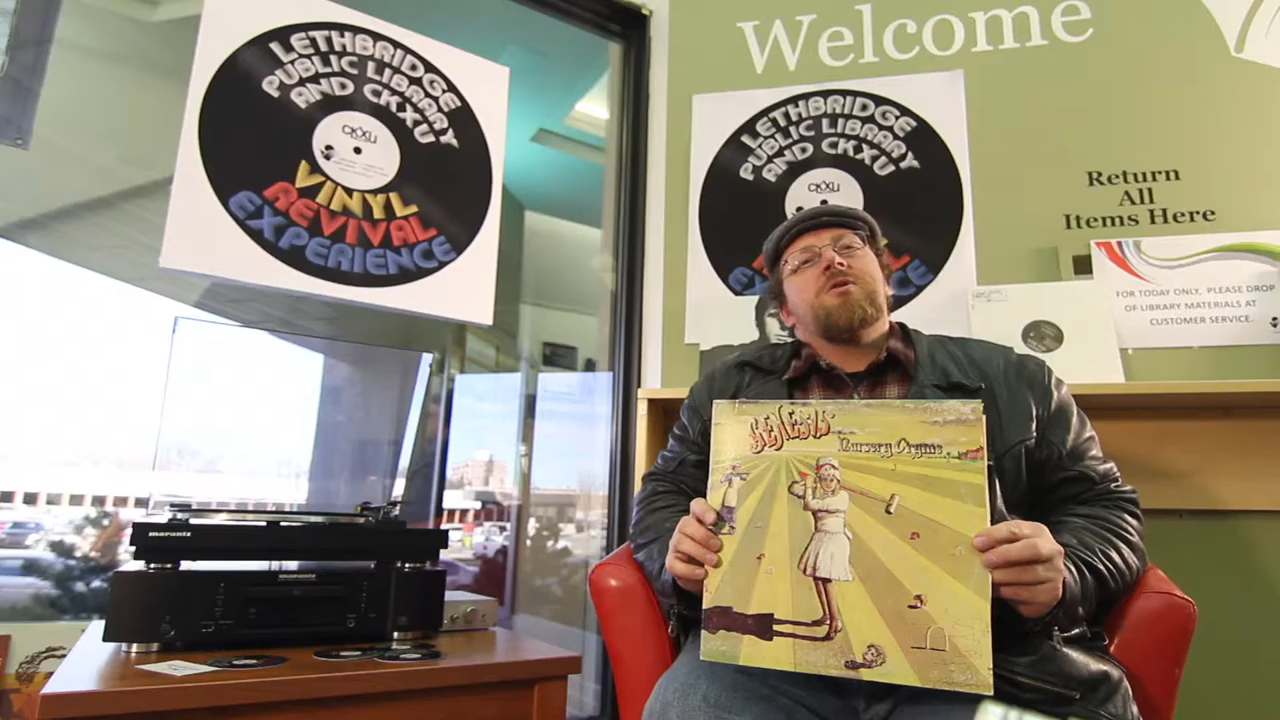 LETHBRIDGE
PUBLIC LIBRARY
AND CKXU
CKXU
VINYL
REVIVAL
EXPERIENCE
Welcome
LETHBRIDGE
PUBLIC LIBRARY
AND CKXU
CKXU
Return
All
Items Here
FOR TODAY ONLY, PLEASE DROP
OF LIBRARY MATERIALS AT
CUSTOMER SERVICE.
GENESIS
Nursery Cryme
marantz
marantz